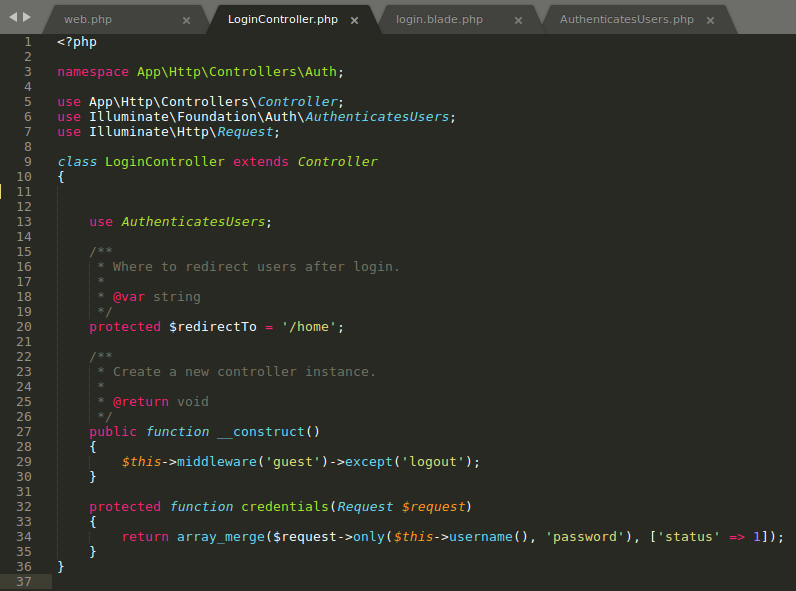 web.php × LoginController.php × login.blade.php × AuthenticatesUsers.php ×
1 <?php
2
3 namespace App\Http\Controllers\Auth;
4
5 use App\Http\Controllers\Controller;
6 use Illuminate\Foundation\Auth\AuthenticatesUsers;
7 use Illuminate\Http\Request;
8
9 class LoginController extends Controller
10 {
11
12
13     use AuthenticatesUsers;
14
15     /**
16      * Where to redirect users after login.
17      *
18      * @var string
19      */
20     protected $redirectTo = '/home';
21
22     /**
23      * Create a new controller instance.
24      *
25      * @return void
26      */
27     public function __construct()
28     {
29         $this->middleware('guest')->except('logout');
30     }
31
32     protected function credentials(Request $request)
33     {
34         return array_merge($request->only($this->username(), 'password'), ['status' => 1]);
35     }
36 }
37